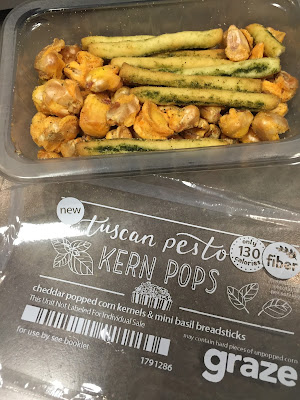 new
tuscan pesto
KERN POPS
only
130
calories
fiber
cheddar popped corn kernels & mini basil breadsticks
This Unit Not Labeled For Individual Sale
may contain hard pieces of unpopped corn
for use by see booklet
1791286
graze